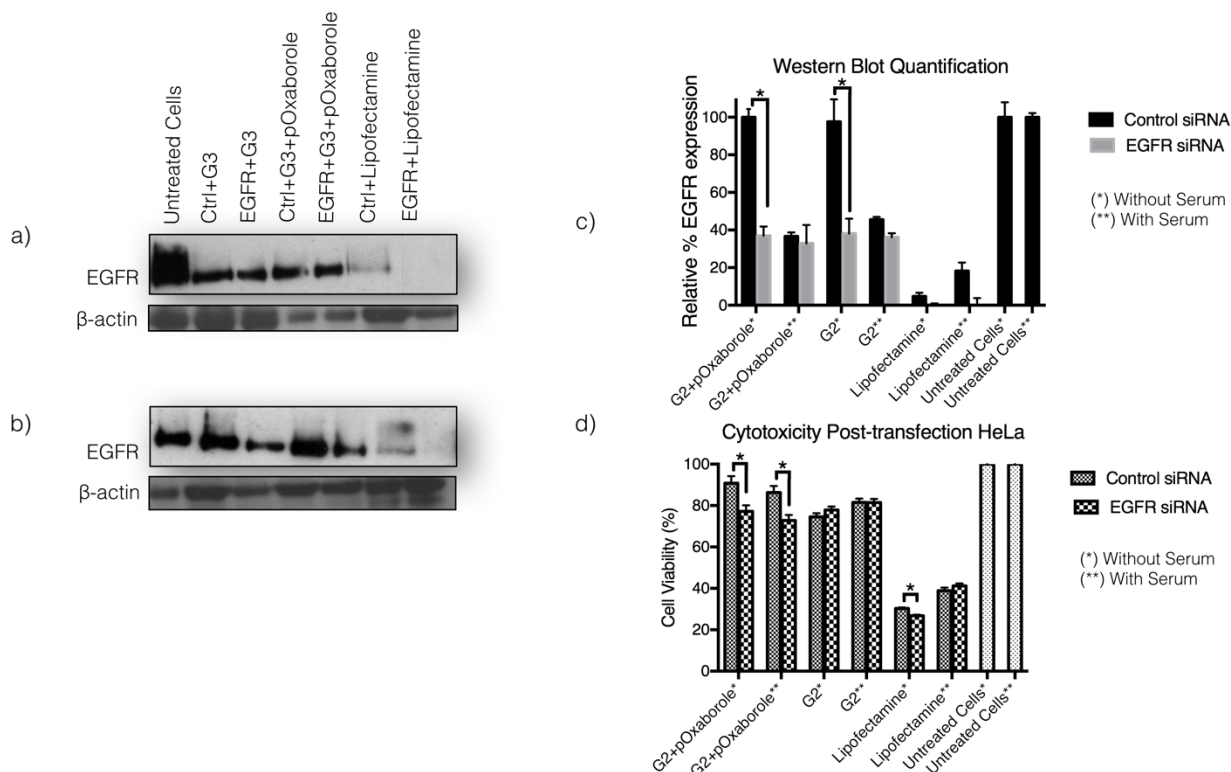 a)
Untreated Cells
Ctrl+G3
EGFR+G3
Ctrl+G3+pOxaborole
EGFR+G3+pOxaborole
Ctrl+Lipofectamine
EGFR+Lipofectamine
EGFR
β-actin
b)
EGFR
β-actin
c)
Western Blot Quantification
Relative % EGFR expression
100
80
60
40
20
0
*
*
G2+pOxaborole*
G2+pOxaborole**
G2*
G2**
Lipofectamine*
Lipofectamine**
Untreated Cells*
Untreated Cells**
Control siRNA
EGFR siRNA
(*) Without Serum
(**) With Serum
d)
Cytotoxicity Post-transfection HeLa
Cell Viability (%)
100
80
60
40
20
0
*
*
*
G2+pOxaborole*
G2+pOxaborole**
G2*
G2**
Lipofectamine*
Lipofectamine**
Untreated Cells*
Untreated Cells**
Control siRNA
EGFR siRNA
(*) Without Serum
(**) With Serum